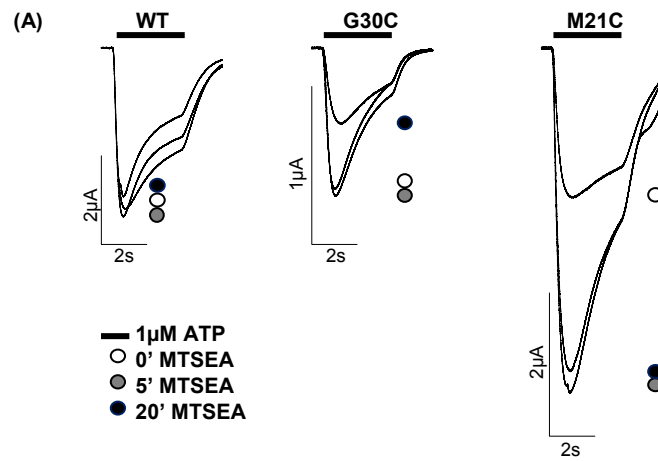 (A)
WT
G30C
M21C
2µA
2s
1µA
2s
2µA
2s
1µM ATP
0' MTSEA
5' MTSEA
20' MTSEA